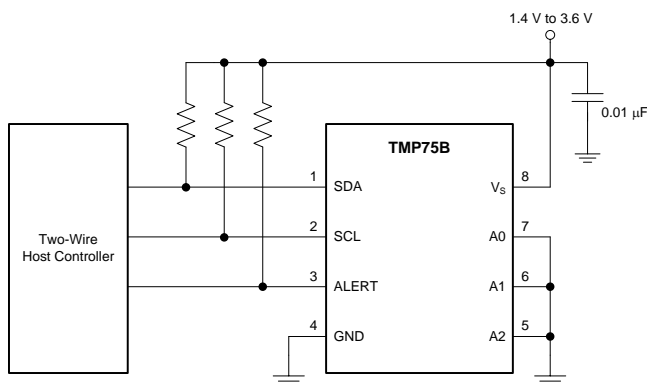 1.4 V to 3.6 V
0.01 μF
TMP75B
Two-Wire
Host Controller
1 SDA
2 SCL
3 ALERT
4 GND
VS 8
A0 7
A1 6
A2 5